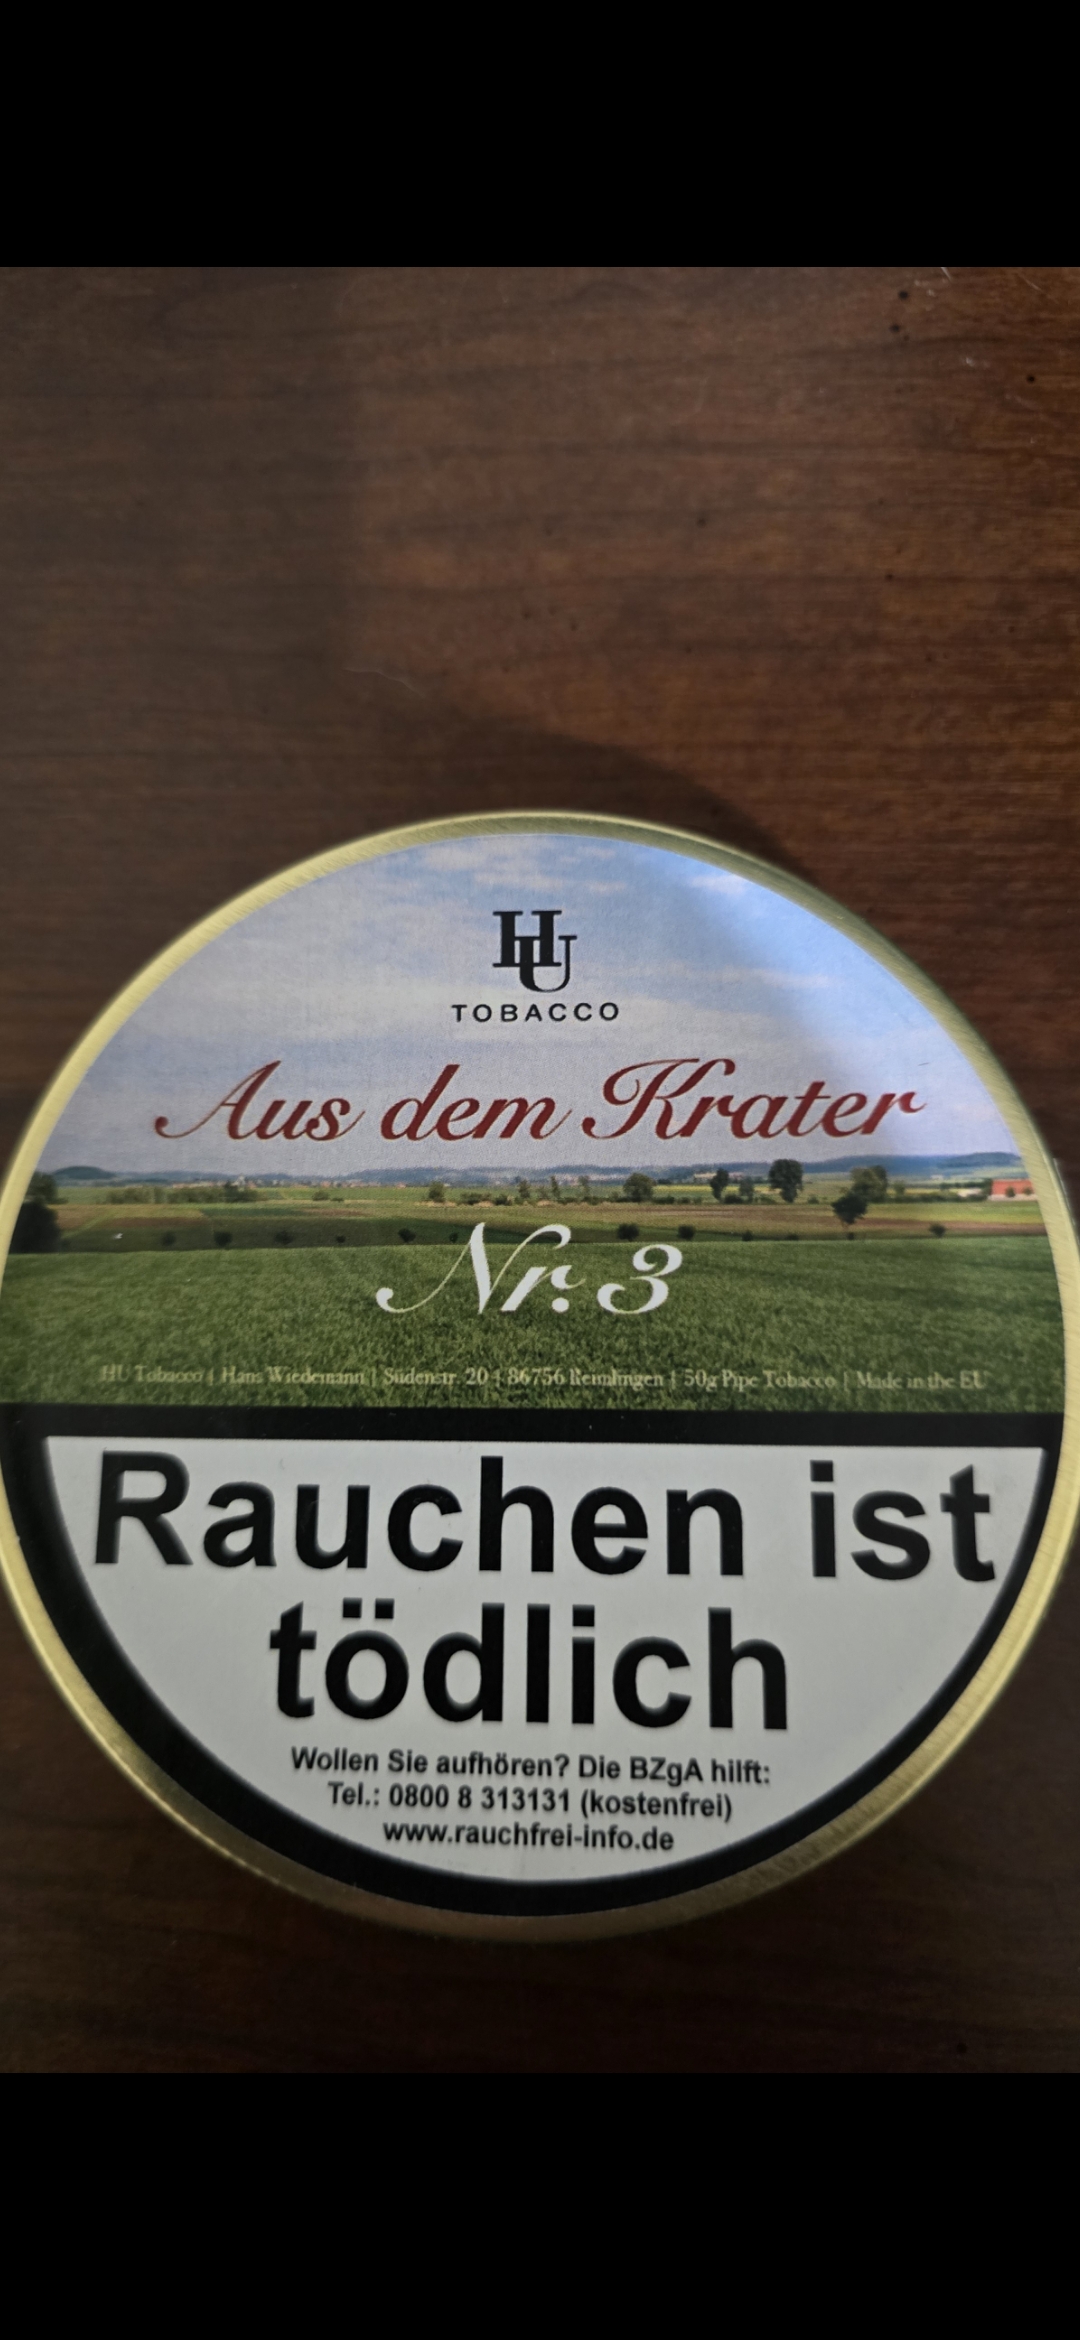 HU
TOBACCO
Aus dem Krater
Nr. 3
HU Tobacco | Hans Wiedemann | Südenstr. 20 | 86756 Reimlingen | 50g Pipe Tobacco | Made in the EU
Rauchen ist
tödlich
Wollen Sie aufhören? Die BZgA hilft:
Tel.: 0800 8 313131 (kostenfrei)
www.rauchfrei-info.de